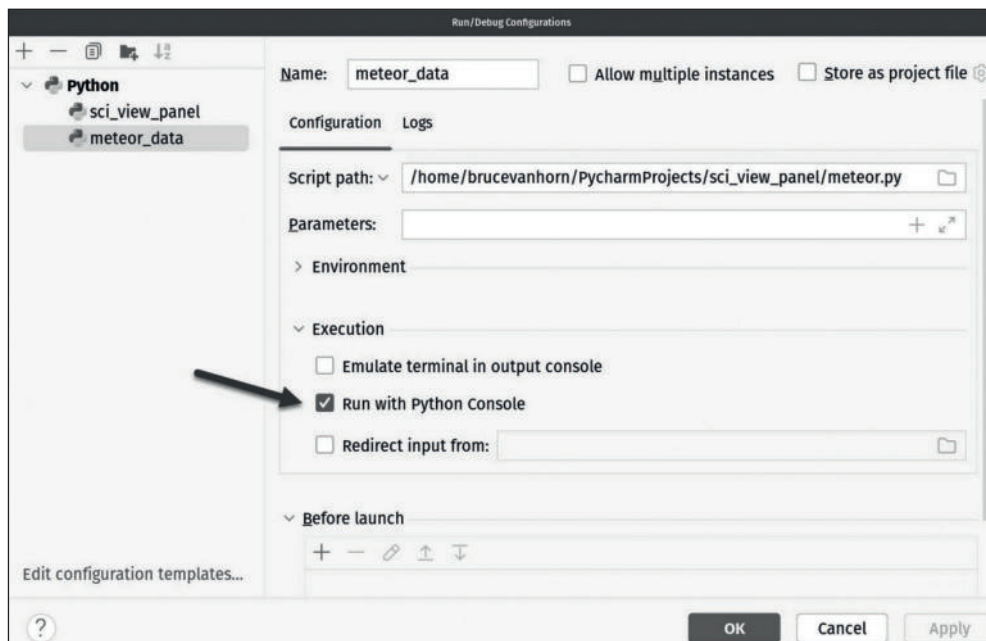 Run/Debug Configurations
Python
sci_view_panel
meteor_data
Edit configuration templates...
Name: meteor_data
Allow multiple instances
Store as project file
Configuration Logs
Script path: /home/brucevanhorn/PycharmProjects/sci_view_panel/meteor.py
Parameters:
Environment
Execution
Emulate terminal in output console
Run with Python Console
Redirect input from:
Before launch
? OK Cancel Apply